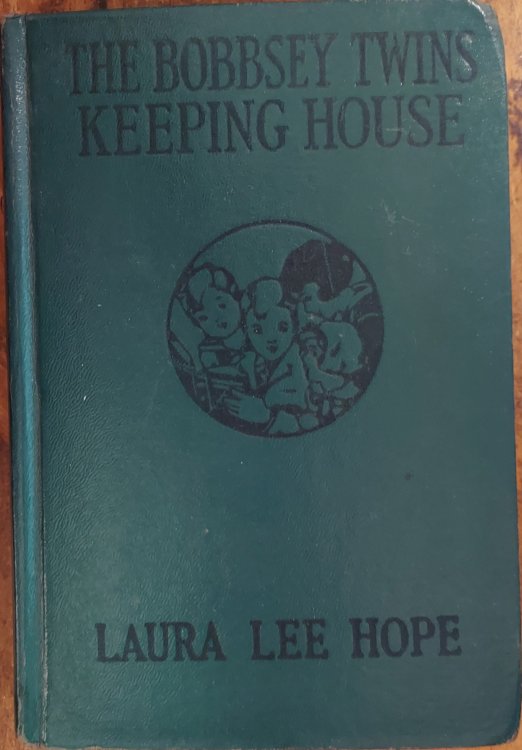 THE BOBBSEY TWINS
KEEPING HOUSE
LAURA LEE HOPE